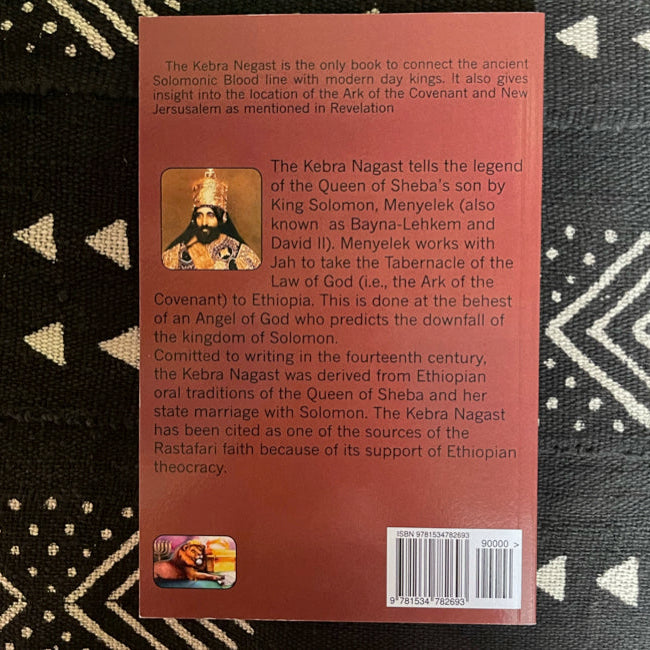 The Kebra Negast is the only book to connect the ancient
Solomonic Blood line with modern day kings. It also gives
insight into the location of the Ark of the Covenant and New
Jersusalem as mentioned in Revelation
The Kebra Nagast tells the legend
of the Queen of Sheba's son by
King Solomon, Menyelek (also
known as Bayna-Lehkem and
David II). Menyelek works with
Jah to take the Tabernacle of the
Law of God (i.e., the Ark of the
Covenant) to Ethiopia. This is done at the behest
of an Angel of God who predicts the downfall of
the kingdom of Solomon.
Comitted to writing in the fourteenth century,
the Kebra Nagast was derived from Ethiopian
oral traditions of the Queen of Sheba and her
state marriage with Solomon. The Kebra Nagast
has been cited as one of the sources of the
Rastafari faith because of its support of Ethiopian
theocracy.
ISBN 9781534782693
90000 >
9 781534 782693